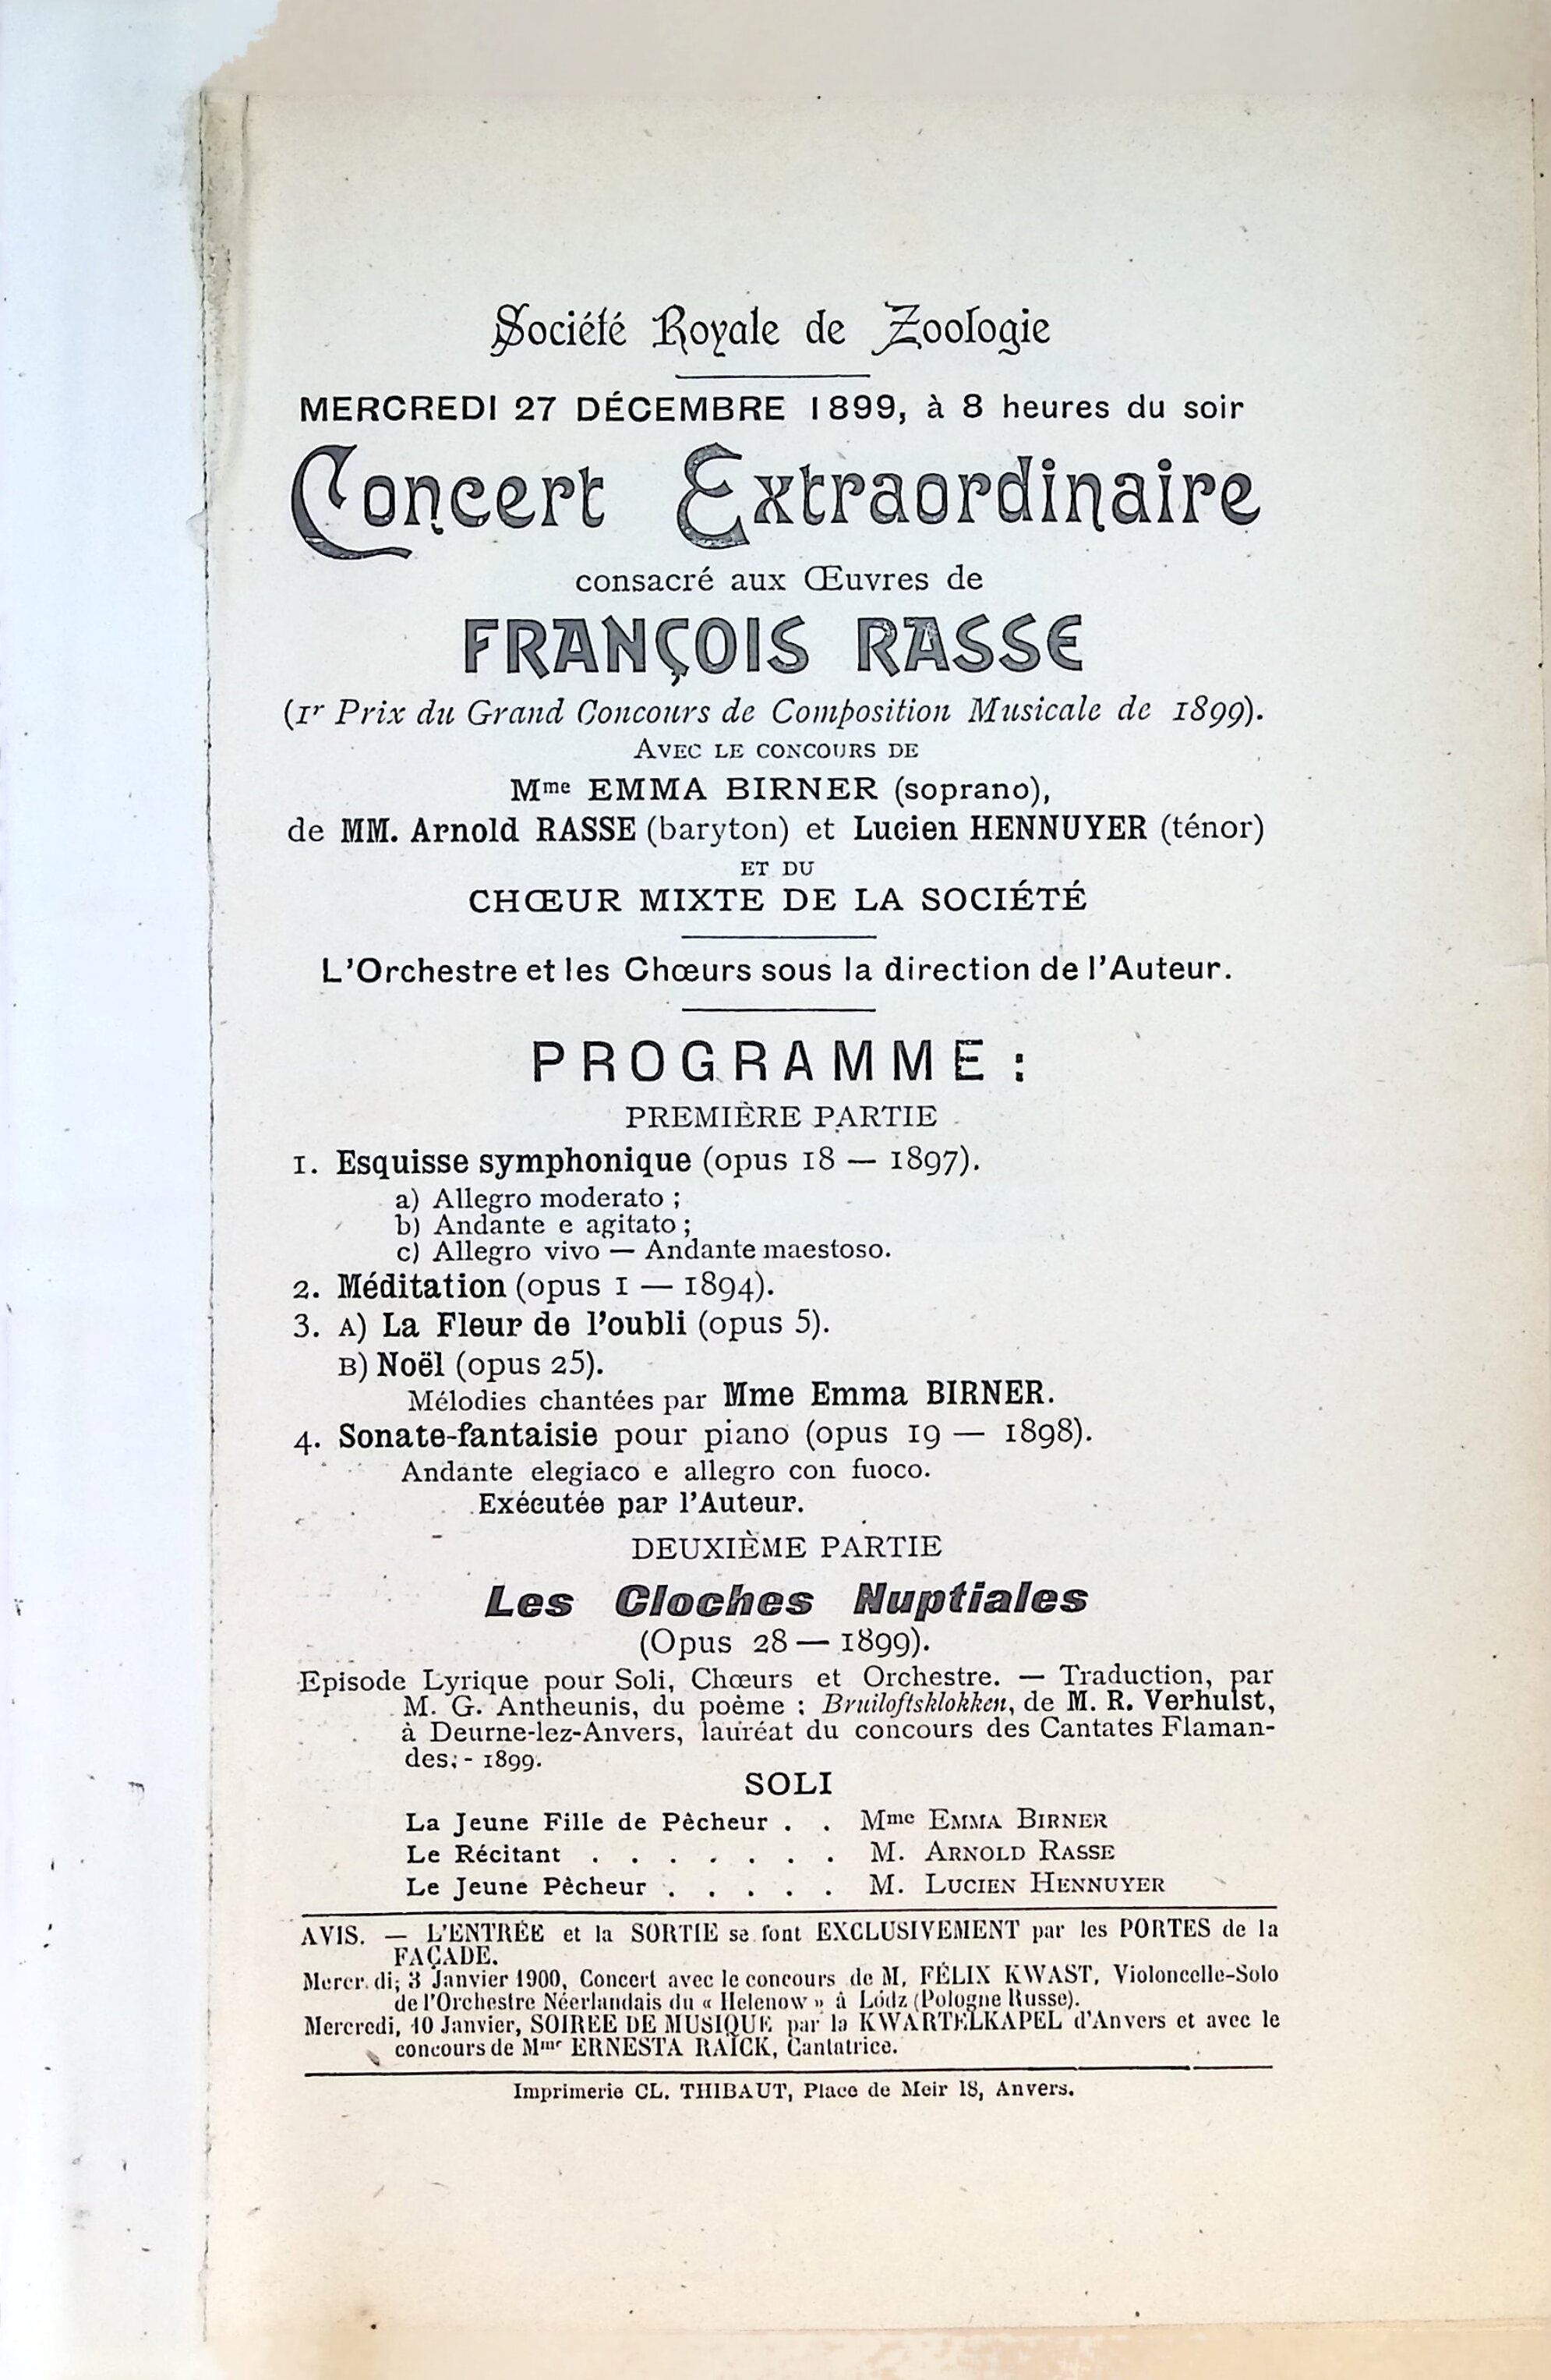 Société Royale de Zoologie
MERCREDI 27 DÉCEMBRE 1899, à 8 heures du soir
Concert Extraordinaire
consacré aux Œuvres de
FRANÇOIS RASSE
(1r Prix du Grand Concours de Composition Musicale de 1899).
AVEC LE CONCOURS DE
Mme EMMA BIRNER (soprano),
de MM. Arnold RASSE (baryton) et Lucien HENNUYER (ténor)
ET DU
CHŒUR MIXTE DE LA SOCIÉTÉ
L'Orchestre et les Chœurs sous la direction de l'Auteur.
PROGRAMME :
PREMIÈRE PARTIE
1. Esquisse symphonique (opus 18 — 1897).
a) Allegro moderato ;
b) Andante e agitato ;
c) Allegro vivo — Andante maestoso.
2. Méditation (opus 1 — 1894).
3. A) La Fleur de l'oubli (opus 5).
B) Noël (opus 25).
Mélodies chantées par Mme Emma BIRNER.
4. Sonate-fantaisie pour piano (opus 19 — 1898).
Andante elegiaco e allegro con fuoco.
Exécutée par l'Auteur.
DEUXIÈME PARTIE
Les Cloches Nuptiales
(Opus 28 — 1899).
Episode Lyrique pour Soli, Chœurs et Orchestre. — Traduction, par
M. G. Antheunis, du poème : Bruiloftsklokken, de M. R. Verhulst,
à Deurne-lez-Anvers, lauréat du concours des Cantates Flaman-
des; - 1899.
SOLI
La Jeune Fille de Pêcheur . . Mme EMMA BIRNER
Le Récitant . . . . . . . M. ARNOLD RASSE
Le Jeune Pêcheur . . . . . M. LUCIEN HENNUYER
AVIS. — L'ENTRÉE et la SORTIE se font EXCLUSIVEMENT par les PORTES de la
FAÇADE.
Mercr.di; 3 Janvier 1900, Concert avec le concours de M. FÉLIX KWAST, Violoncelle-Solo
de l'Orchestre Néerlandais du « Helenow » à Lódz (Pologne Russe).
Mercredi, 10 Janvier, SOIREE DE MUSIQUE par la KWARTELKAPEL d'Anvers et avec le
concours de Mme ERNESTA RAÏCK, Cantatrice.
Imprimerie CL. THIBAUT, Place de Meir 18, Anvers.